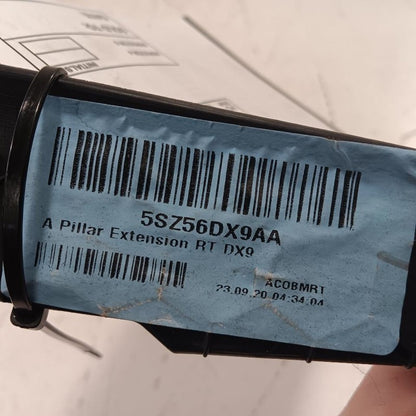 5SZ56DX9AA
A Pillar Extension RT DX9
ACOBMRT
23.09.20 04:34.04